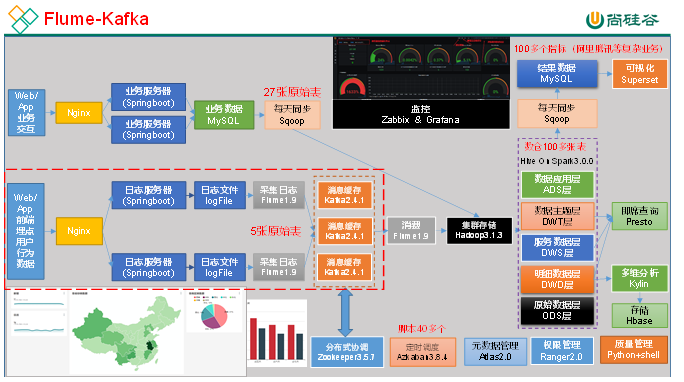 Flume-Kafka
尚硅谷
100多个指标(阿里腾讯等复杂业务)
27张原始表
Web/
App
业务
交互
Nginx
业务服务器
(Springboot)
业务服务器
(Springboot)
业务数据
MySQL
每天同步
Sqoop
监控
Zabbix & Grafana
结果数据
MySQL
可视化
Superset
每天同步
Sqoop
数仓100多张表
Hive On Spark3.0.0
数据应用层
ADS层
数据主题层
DWT层
服务数据层
DWS层
明细数据层
DWD层
原始数据层
ODS层
即席查询
Presto
多维分析
Kylin
存储
Hbase
Web/
App
前端
埋点
用户
行为
数据
Nginx
日志服务器
(Springboot)
日志文件
logFile
采集日志
Flume1.9
日志服务器
(Springboot)
日志文件
logFile
采集日志
Flume1.9
5张原始表
消息缓存
Kafka2.4.1
消息缓存
Kafka2.4.1
消息缓存
Kafka2.4.1
消费
Flume1.9
集群存储
Hadoop3.1.3
脚本40多个
分布式协调
Zookeeper3.5.7
定时调度
Azkaban3.8.4
元数据管理
Atlas2.0
权限管理
Ranger2.0
质量管理
Python+shell